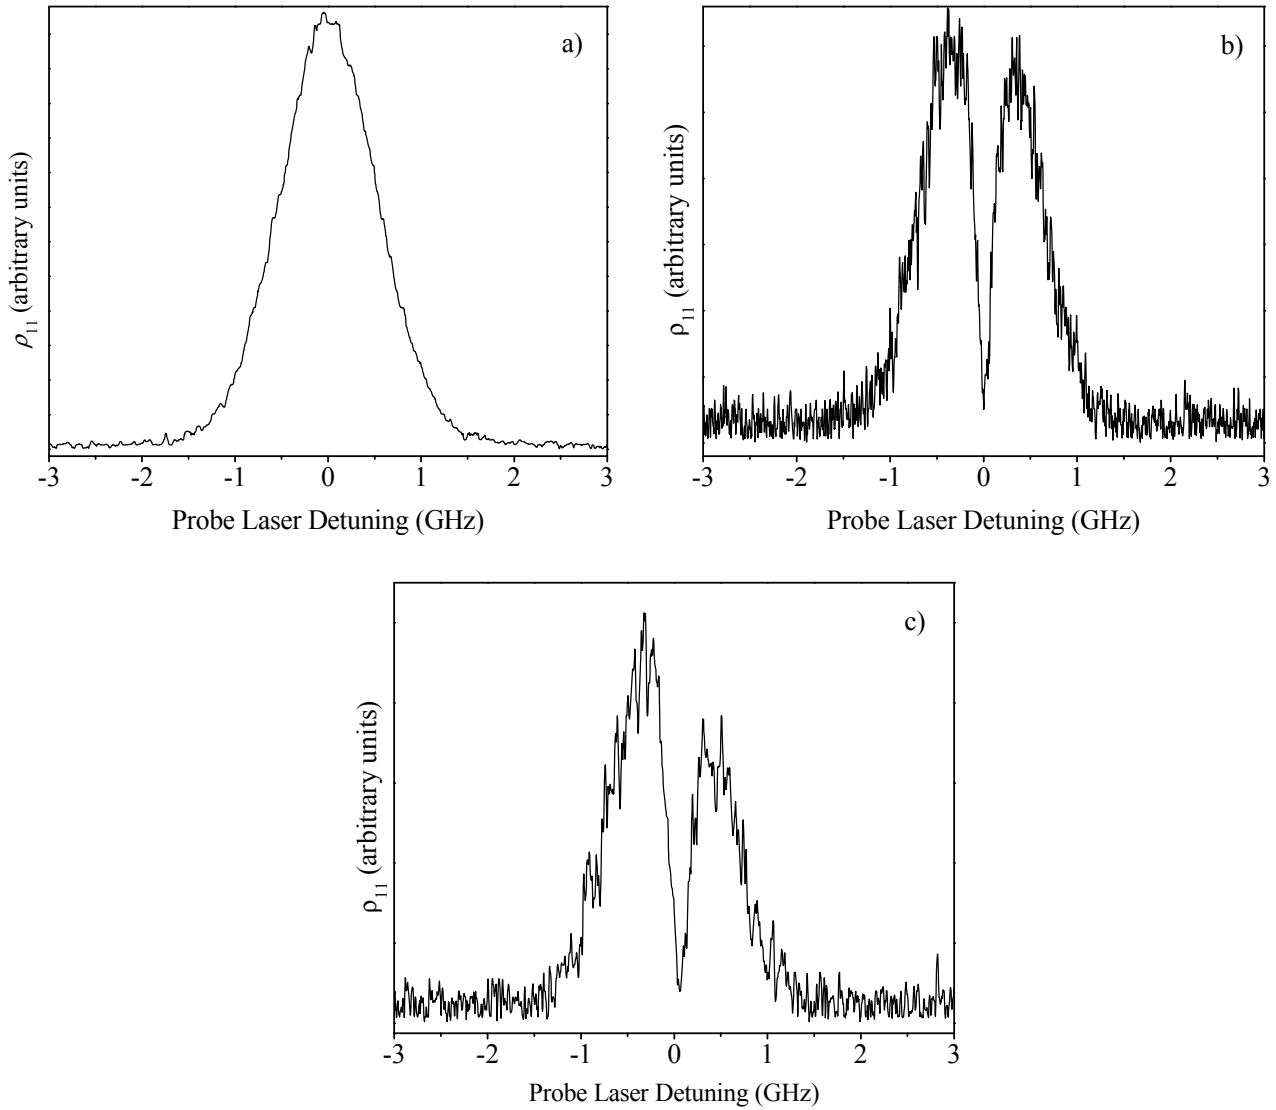 a)
ρ11 (arbitrary units)
-3 -2 -1 0 1 2 3
Probe Laser Detuning (GHz)
b)
ρ11 (arbitrary units)
-3 -2 -1 0 1 2 3
Probe Laser Detuning (GHz)
c)
ρ11 (arbitrary units)
-3 -2 -1 0 1 2 3
Probe Laser Detuning (GHz)